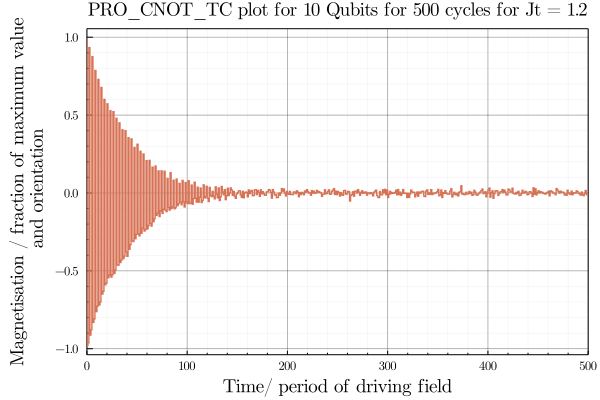 PRO_CNOT_TC plot for 10 Qubits for 500 cycles for Jt = 1.2
Magnetisation / fraction of maximum value
and orientation
1.0
0.5
0.0
−0.5
−1.0
0 100 200 300 400 500
Time/ period of driving field